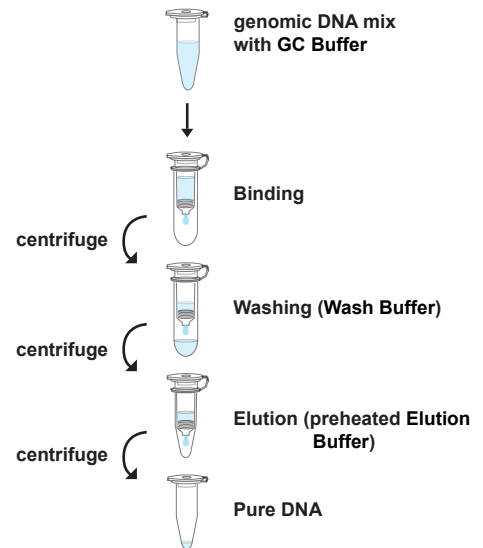 genomic DNA mix
with GC Buffer
Binding
centrifuge
Washing (Wash Buffer)
centrifuge
Elution (preheated Elution
Buffer)
centrifuge
Pure DNA